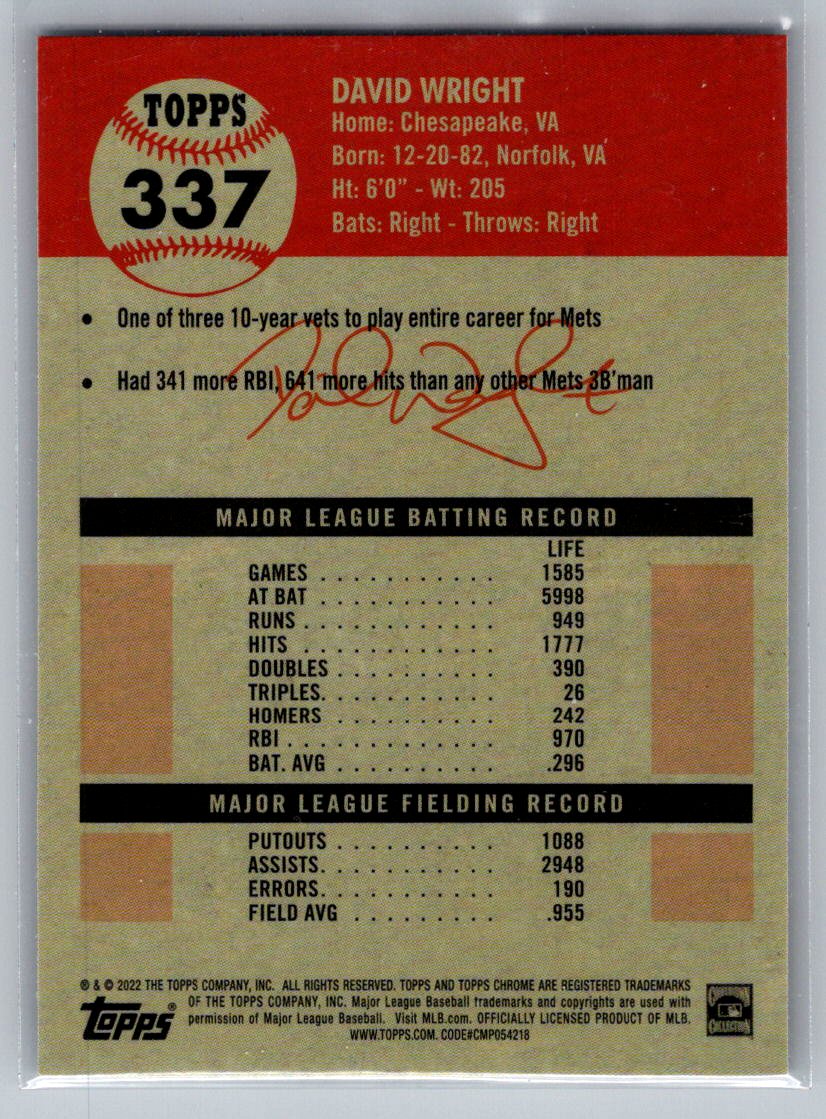 TOPPS
337
DAVID WRIGHT
Home: Chesapeake, VA
Born: 12-20-82, Norfolk, VA
Ht: 6'0" - Wt: 205
Bats: Right - Throws: Right
• One of three 10-year vets to play entire career for Mets
• Had 341 more RBI, 641 more hits than any other Mets 3B'man
David Wright
MAJOR LEAGUE BATTING RECORD
LIFE
GAMES . . . . . . . . . . . 1585
AT BAT . . . . . . . . . . . 5998
RUNS . . . . . . . . . . . . 949
HITS . . . . . . . . . . . . 1777
DOUBLES . . . . . . . . . . 390
TRIPLES. . . . . . . . . . . 26
HOMERS . . . . . . . . . . 242
RBI . . . . . . . . . . . . . 970
BAT. AVG . . . . . . . . . . .296
MAJOR LEAGUE FIELDING RECORD
PUTOUTS . . . . . . . . . . 1088
ASSISTS. . . . . . . . . . . 2948
ERRORS. . . . . . . . . . . 190
FIELD AVG . . . . . . . . . .955
® & © 2022 THE TOPPS COMPANY, INC. ALL RIGHTS RESERVED. TOPPS AND TOPPS CHROME ARE REGISTERED TRADEMARKS
OF THE TOPPS COMPANY, INC. Major League Baseball trademarks and copyrights are used with
permission of Major League Baseball. Visit MLB.com. OFFICIALLY LICENSED PRODUCT OF MLB.
WWW.TOPPS.COM. CODE#CMP054218
Topps®
COOPERSTOWN
COLLECTION